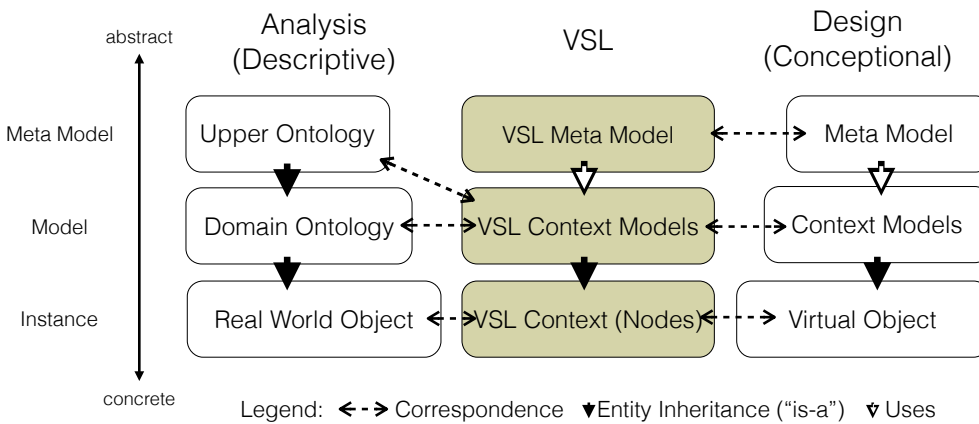 abstract
Analysis
(Descriptive)
VSL
Design
(Conceptional)
Meta Model
Upper Ontology
VSL Meta Model
Meta Model
Model
Domain Ontology
VSL Context Models
Context Models
Instance
Real World Object
VSL Context (Nodes)
Virtual Object
concrete
Legend: Correspondence Entity Inheritance (“is-a”) Uses